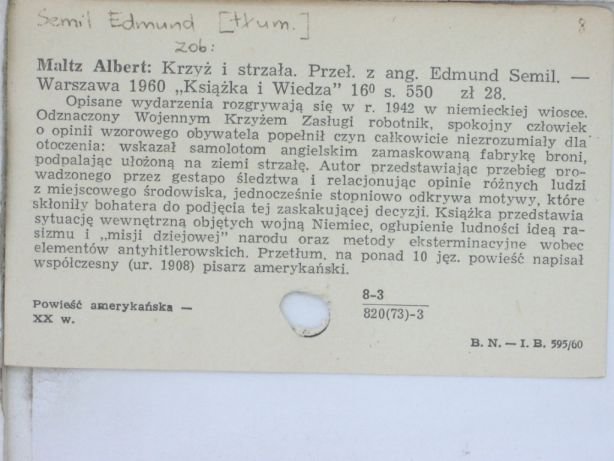 Semil Edmund [tłum.]
8
zob:
Maltz Albert: Krzyż i strzała. Przeł. z ang. Edmund Semil. —
Warszawa 1960 „Książka i Wiedza” 16⁰ s. 550 zł 28.
Opisane wydarzenia rozgrywają się w r. 1942 w niemieckiej wiosce.
Odznaczony Wojennym Krzyżem Zasługi robotnik, spokojny człowiek
o opinii wzorowego obywatela popełnił czyn całkowicie niezrozumiały dla
otoczenia: wskazał samolotom angielskim zamaskowaną fabrykę broni,
podpalając ułożoną na ziemi strzałę. Autor przedstawiając przebieg pro-
wadzonego przez gestapo śledztwa i relacjonując opinie różnych ludzi
z miejscowego środowiska, jednocześnie stopniowo odkrywa motywy, które
skłoniły bohatera do podjęcia tej zaskakującej decyzji. Książka przedstawia
sytuację wewnętrzną objętych wojną Niemiec, ogłupienie ludności ideą ra-
sizmu i „misji dziejowej” narodu oraz metody eksterminacyjne wobec
elementów antyhitlerowskich. Przetłum. na ponad 10 jęz. powieść napisał
współczesny (ur. 1908) pisarz amerykański.
Powieść amerykańska —
XX w.
8-3
820(73)-3
B. N. — I. B. 595/60